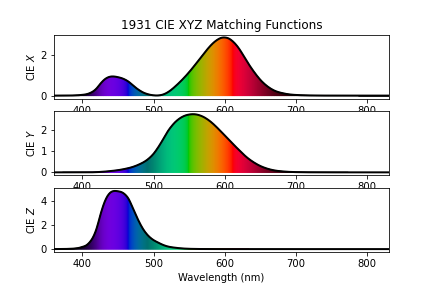 1931 CIE XYZ Matching Functions
CIE X
2
0
400 500 600 700 800
CIE Y
2
1
0
400 500 600 700 800
CIE Z
4
2
0
400 500 600 700 800
Wavelength (nm)